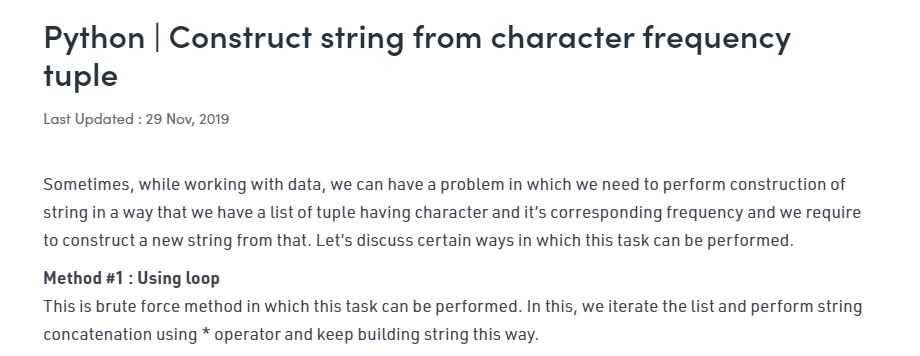 Python | Construct string from character frequency
tuple
Last Updated : 29 Nov, 2019
Sometimes, while working with data, we can have a problem in which we need to perform construction of
string in a way that we have a list of tuple having character and it's corresponding frequency and we require
to construct a new string from that. Let's discuss certain ways in which this task can be performed.
Method #1 : Using loop
This is brute force method in which this task can be performed. In this, we iterate the list and perform string
concatenation using * operator and keep building string this way.